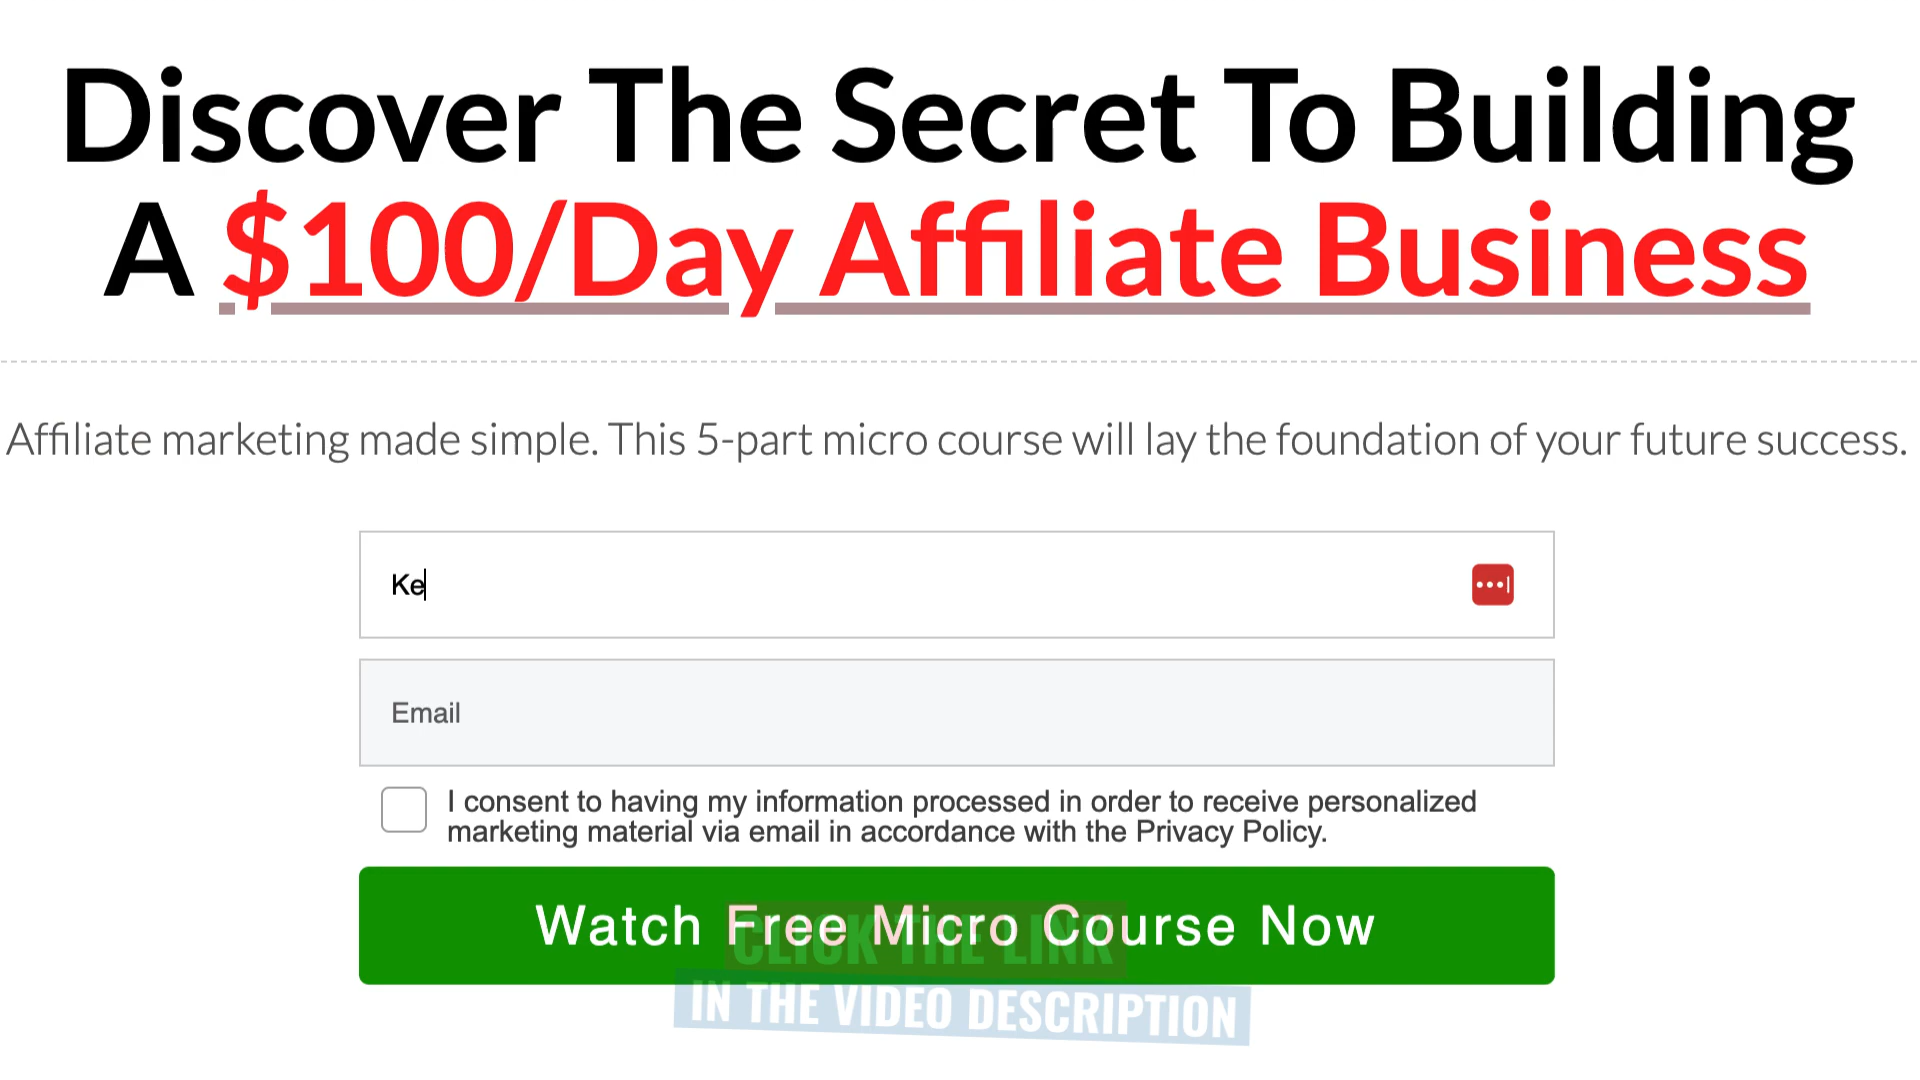 Discover The Secret To Building
A $100/Day Affiliate Business
Affiliate marketing made simple. This 5-part micro course will lay the foundation of your future success.
Ke
Email
I consent to having my information processed in order to receive personalized
marketing material via email in accordance with the Privacy Policy.
Watch Free Micro Course Now
CLICK THE LINK
IN THE VIDEO DESCRIPTION